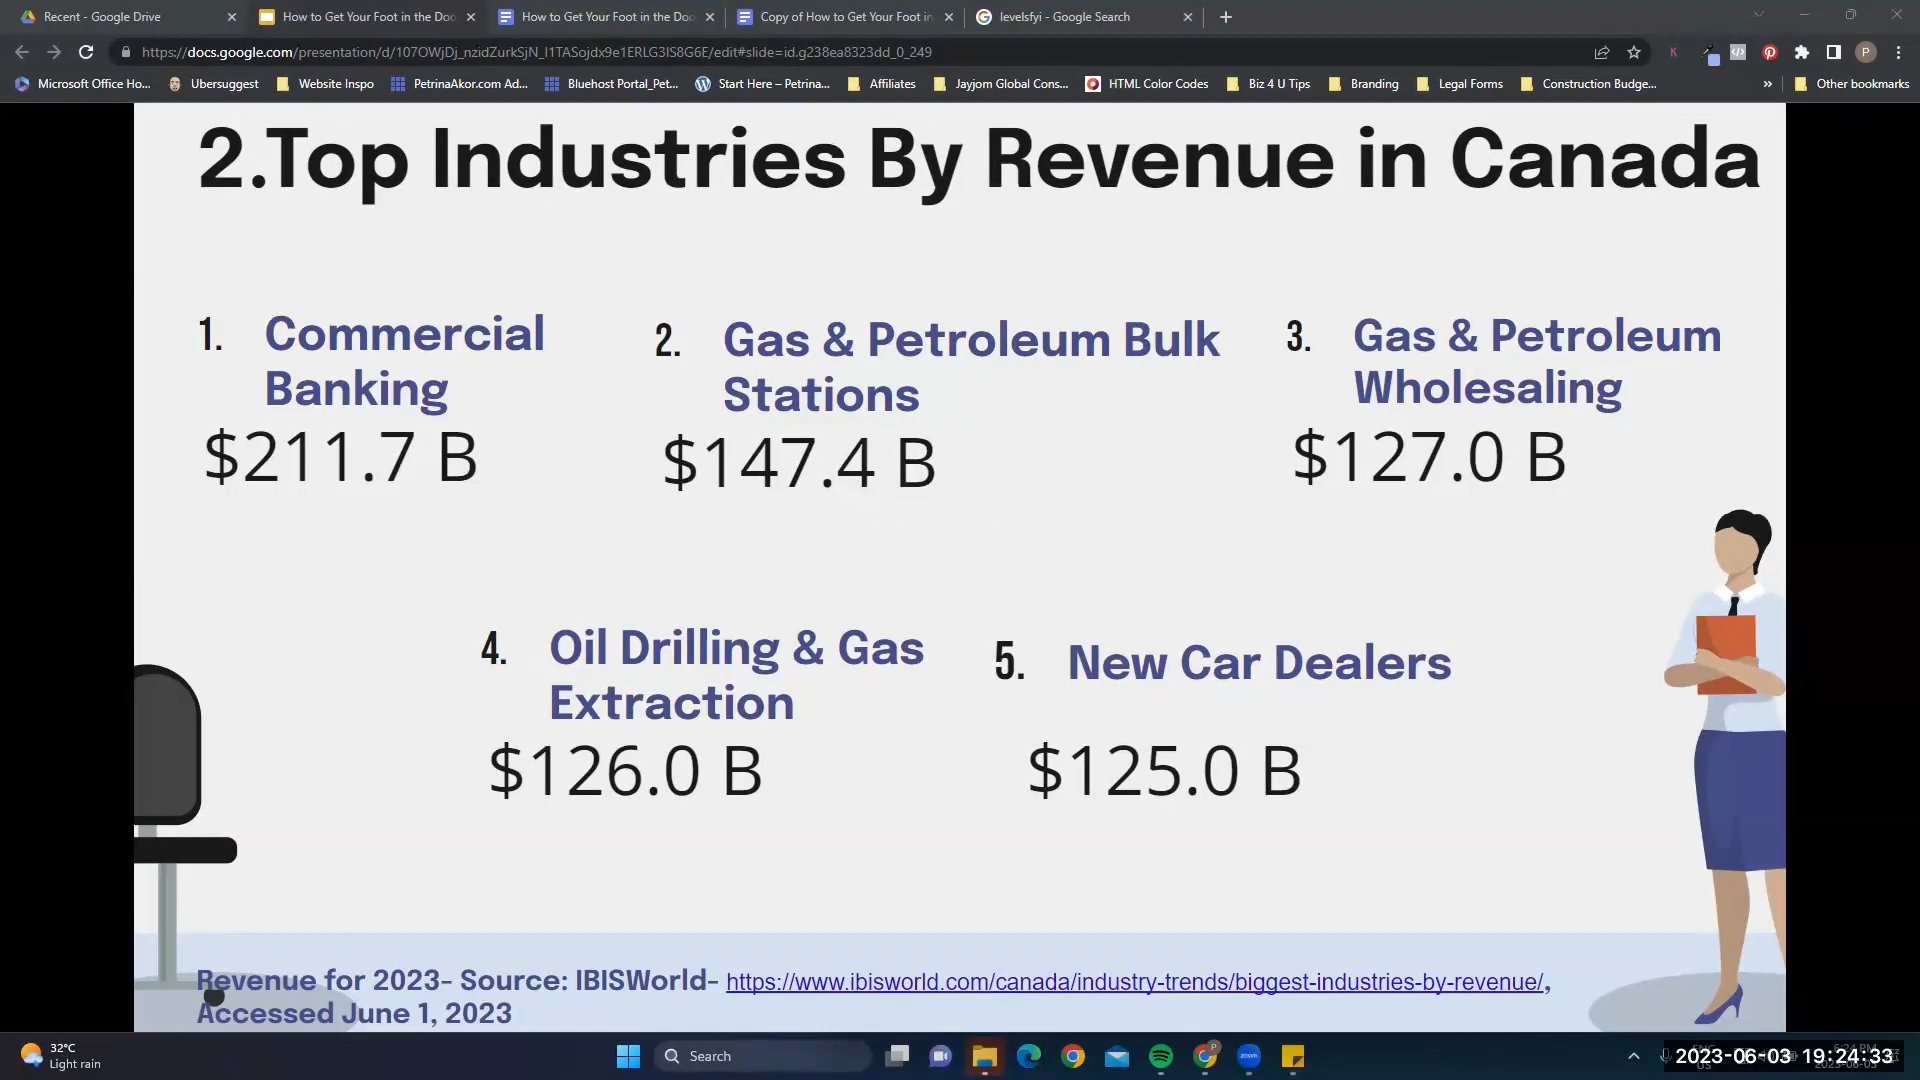 Recent - Google Drive
How to Get Your Foot in the Doo
How to Get Your Foot in the Doo
Copy of How to Get Your Foot in
levelsfyi - Google Search
https://docs.google.com/presentation/d/107OWjDj_nzidZurkSjN_l1TASojdx9e1ERLG3IS8G6E/edit#slide=id.g238ea8323dd_0_249
Microsoft Office Ho...
Ubersuggest
Website Inspo
PetrinaAkor.com Ad...
Bluehost Portal_Pet...
Start Here – Petrina...
Affiliates
Jayjom Global Cons...
HTML Color Codes
Biz 4 U Tips
Branding
Legal Forms
Construction Budge...
Other bookmarks
2.Top Industries By Revenue in Canada
1. Commercial
Banking
$211.7 B
2. Gas & Petroleum Bulk
Stations
$147.4 B
3. Gas & Petroleum
Wholesaling
$127.0 B
4. Oil Drilling & Gas
Extraction
$126.0 B
5. New Car Dealers
$125.0 B
Revenue for 2023- Source: IBISWorld- https://www.ibisworld.com/canada/industry-trends/biggest-industries-by-revenue/,
Accessed June 1, 2023
32°C
Light rain
Search
2023-06-03 19:24:33